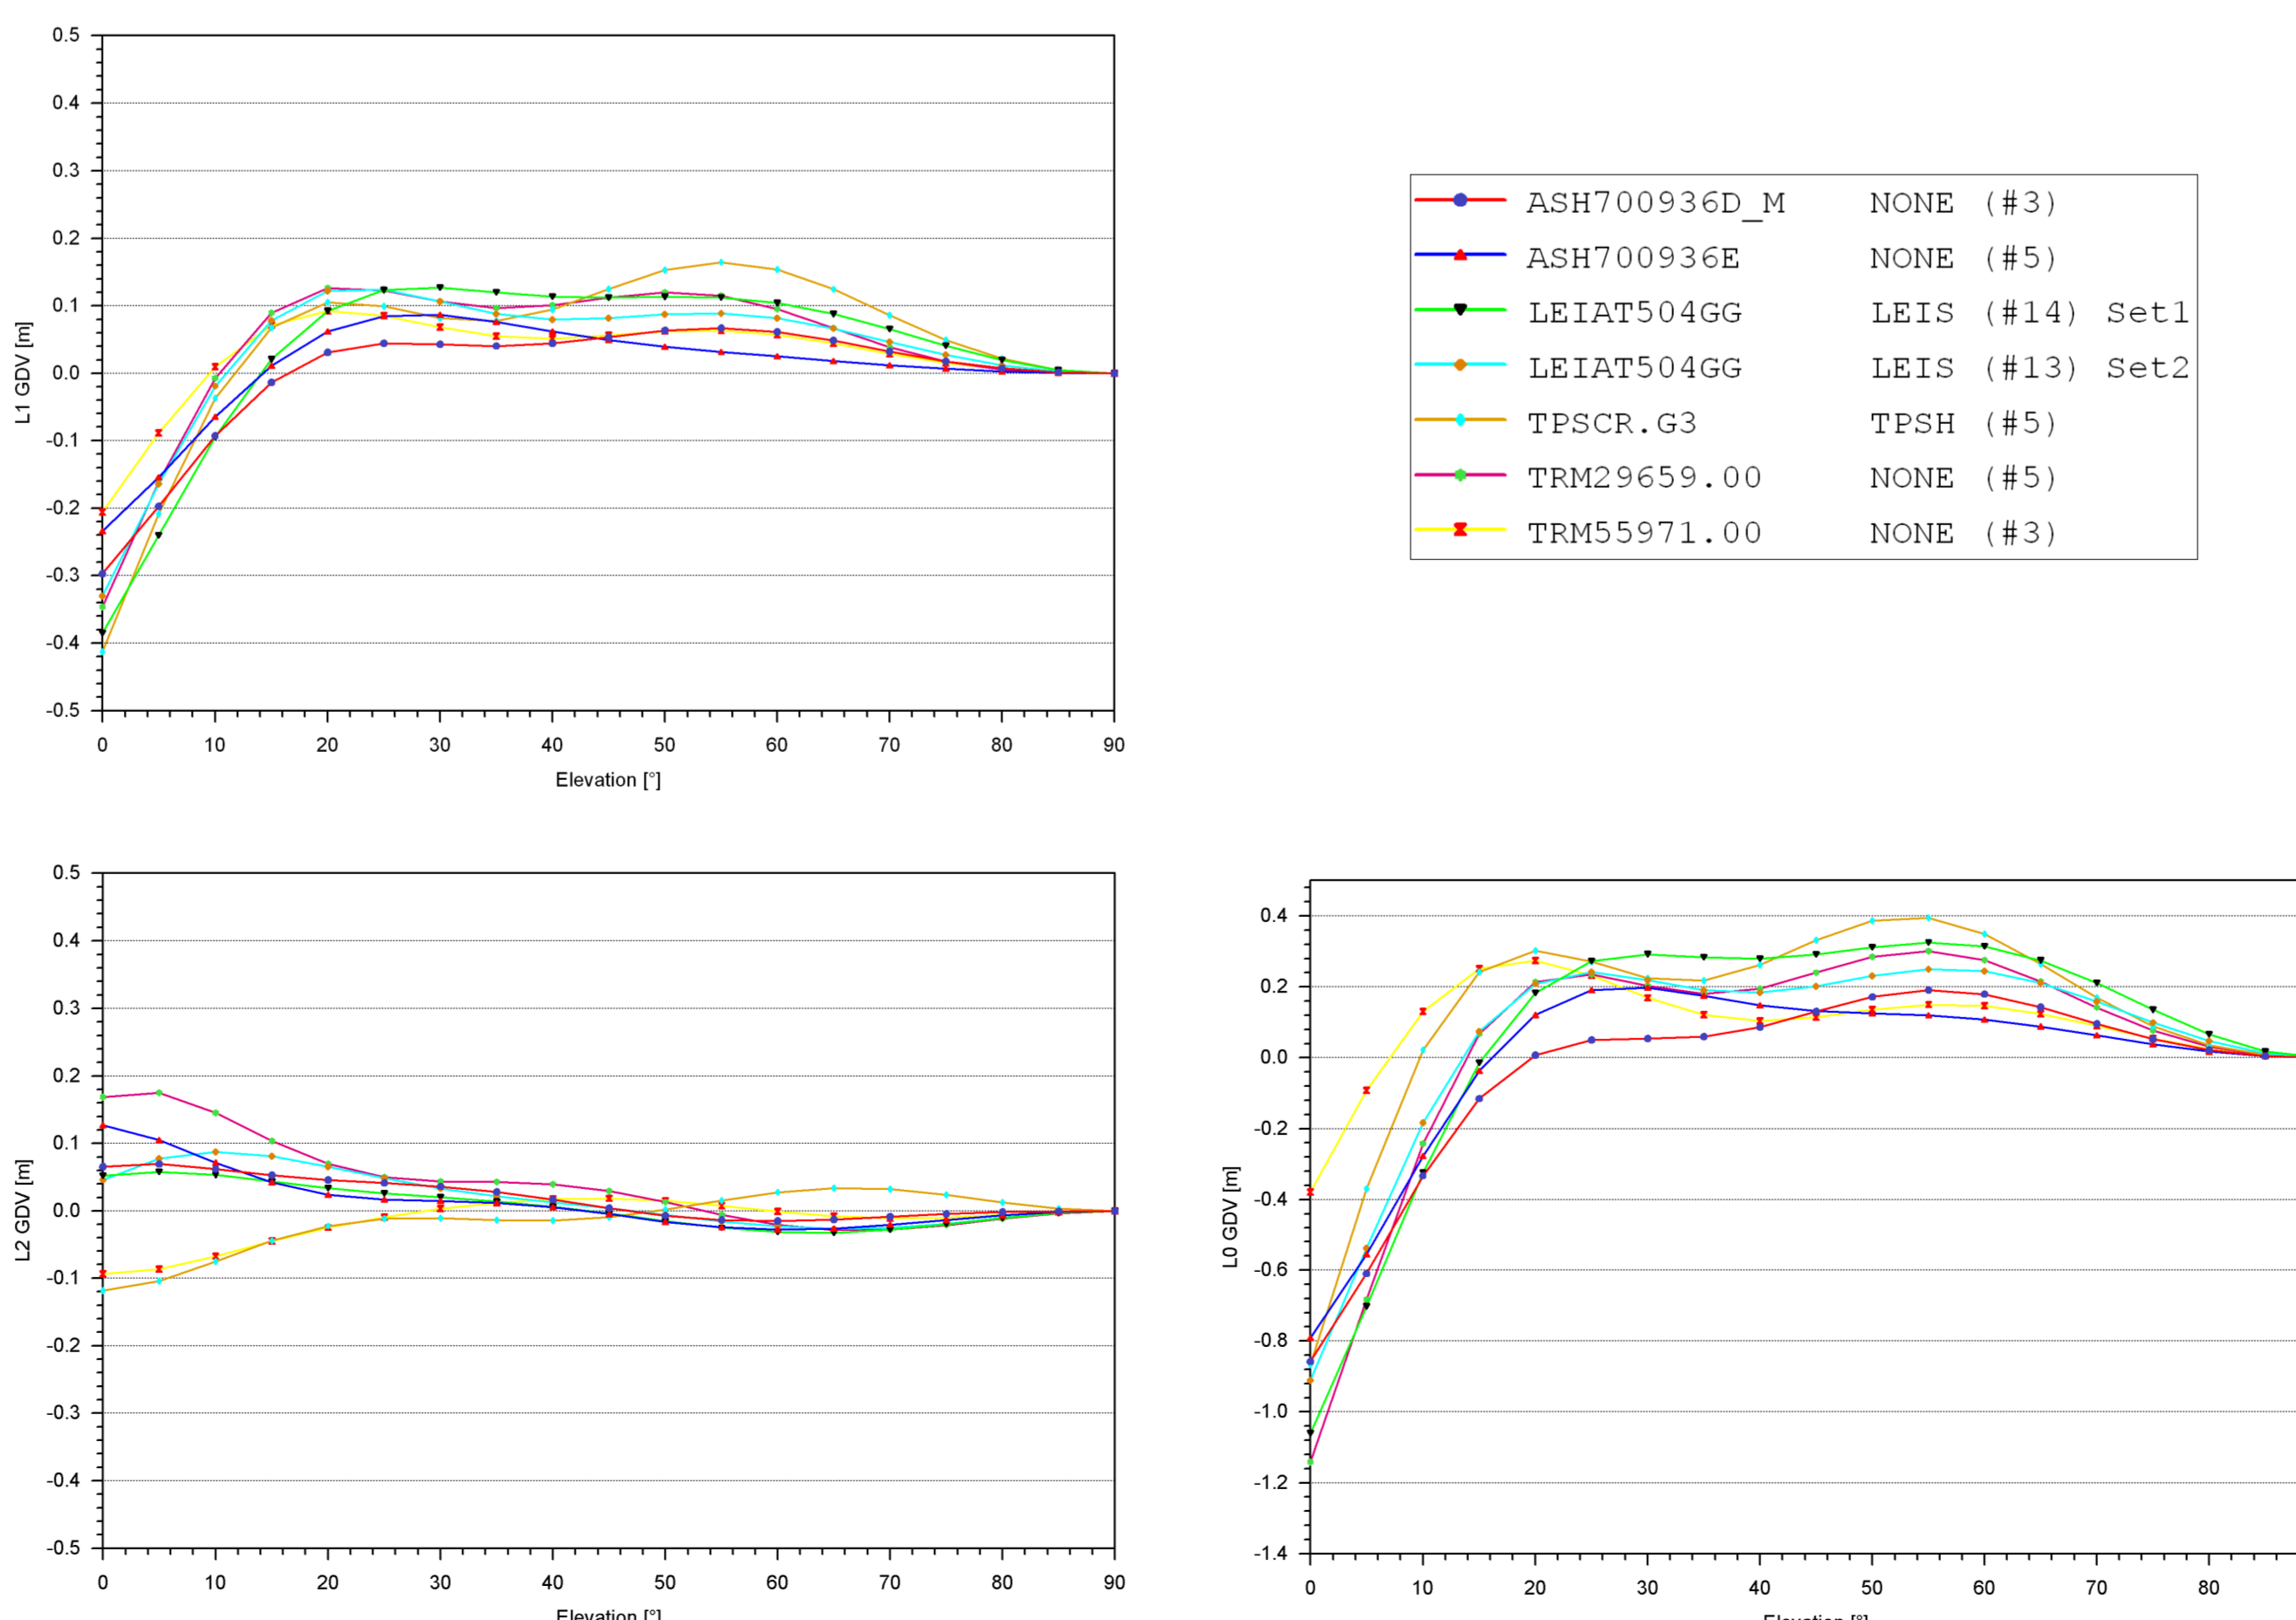 0.5
0.4
0.3
0.2
0.1
0.0
-0.1
-0.2
-0.3
-0.4
-0.5
L1 GDV [m]
0 10 20 30 40 50 60 70 80 90
Elevation [°]
ASH700936D_M NONE (#3)
ASH700936E NONE (#5)
LEIAT504GG LEIS (#14) Set1
LEIAT504GG LEIS (#13) Set2
TPSCR.G3 TPSH (#5)
TRM29659.00 NONE (#5)
TRM55971.00 NONE (#3)
0.5
0.4
0.3
0.2
0.1
0.0
-0.1
-0.2
-0.3
-0.4
-0.5
L2 GDV [m]
0 10 20 30 40 50 60 70 80 90
Elevation [°]
0.4
0.2
0.0
-0.2
-0.4
-0.6
-0.8
-1.0
-1.2
-1.4
L0 GDV [m]
0 10 20 30 40 50 60 70 80
Elevation [°]